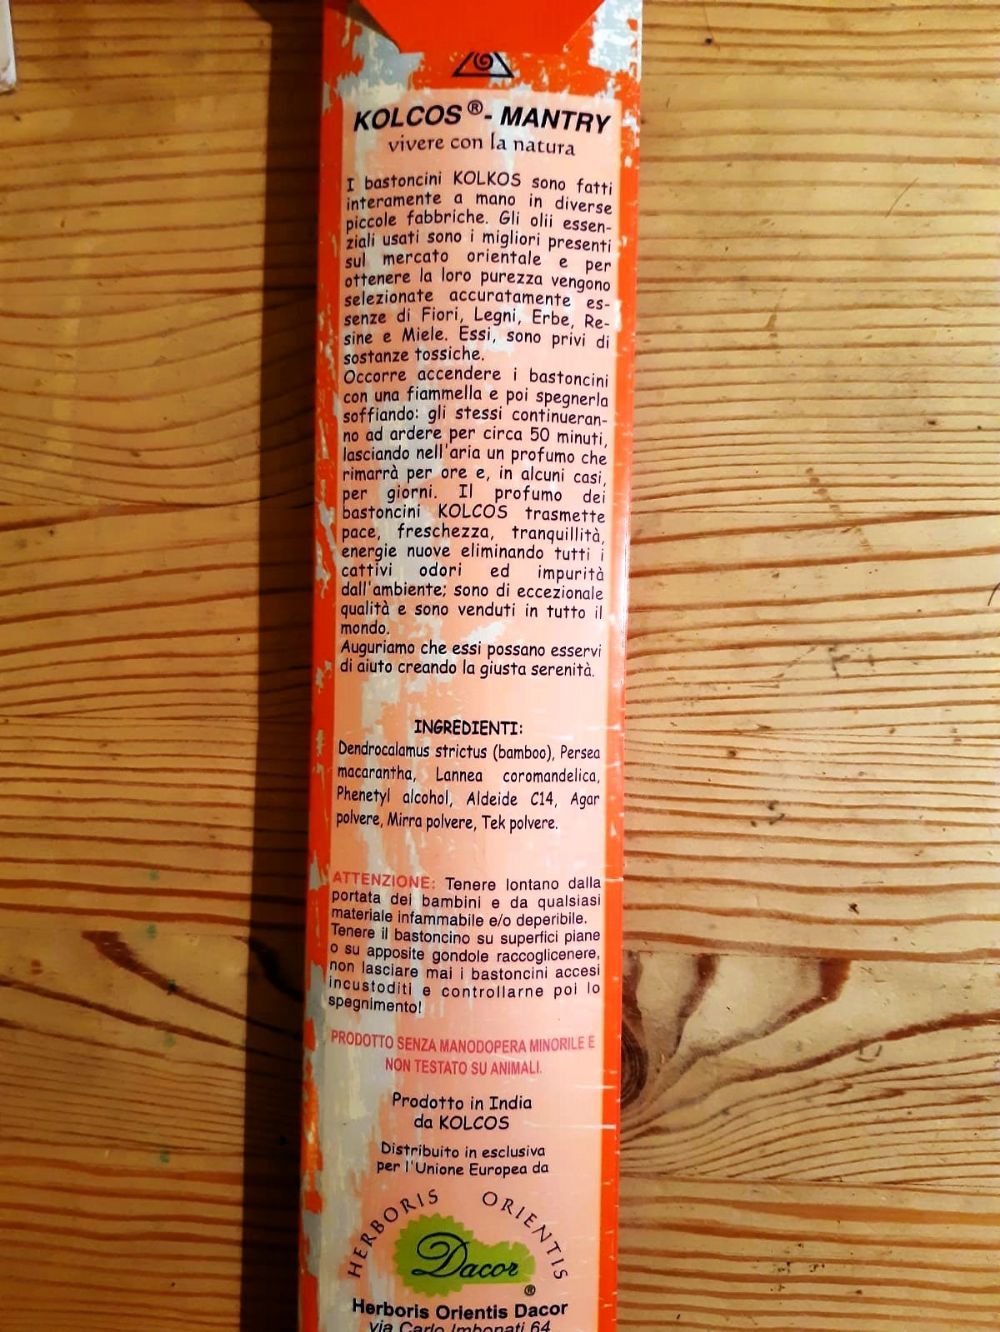 KOLCOS ® - MANTRY
vivere con la natura
I bastoncini KOLKOS sono fatti
interamente a mano in diverse
piccole fabbriche. Gli olii essen-
ziali usati sono i migliori presenti
sul mercato orientale e per
ottenere la loro purezza vengono
selezionate accuratamente es-
senze di Fiori, Legni, Erbe, Re-
sine e Miele. Essi, sono privi di
sostanze tossiche.
Occorre accendere i bastoncini
con una fiammella e poi spegnerla
soffiando: gli stessi continueran-
no ad ardere per circa 50 minuti,
lasciando nell'aria un profumo che
rimarrà per ore e, in alcuni casi,
per giorni. Il profumo dei
bastoncini KOLCOS trasmette
pace, freschezza, tranquillità,
energie nuove eliminando tutti i
cattivi odori ed impurità
dall'ambiente; sono di eccezionale
qualità e sono venduti in tutto il
mondo.
Auguriamo che essi possano esservi
di aiuto creando la giusta serenità.
INGREDIENTI:
Dendrocalamus strictus (bamboo), Persea
macarantha, Lannea coromandelica,
Phenetyl alcohol, Aldeide C14, Agar
polvere, Mirra polvere, Tek polvere.
ATTENZIONE: Tenere lontano dalla
portata dei bambini e da qualsiasi
materiale infammabile e/o deperibile.
Tenere il bastoncino su superfici piane
o su apposite gondole raccoglicenere,
non lasciare mai i bastoncini accesi
incustoditi e controllarne poi lo
spegnimento!
PRODOTTO SENZA MANODOPERA MINORILE E
NON TESTATO SU ANIMALI.
Prodotto in India
da KOLCOS
Distribuito in esclusiva
per l'Unione Europea da
HERBORIS ORIENTIS
Dacor ®
Herboris Orientis Dacor
via Carlo Imbonati 64